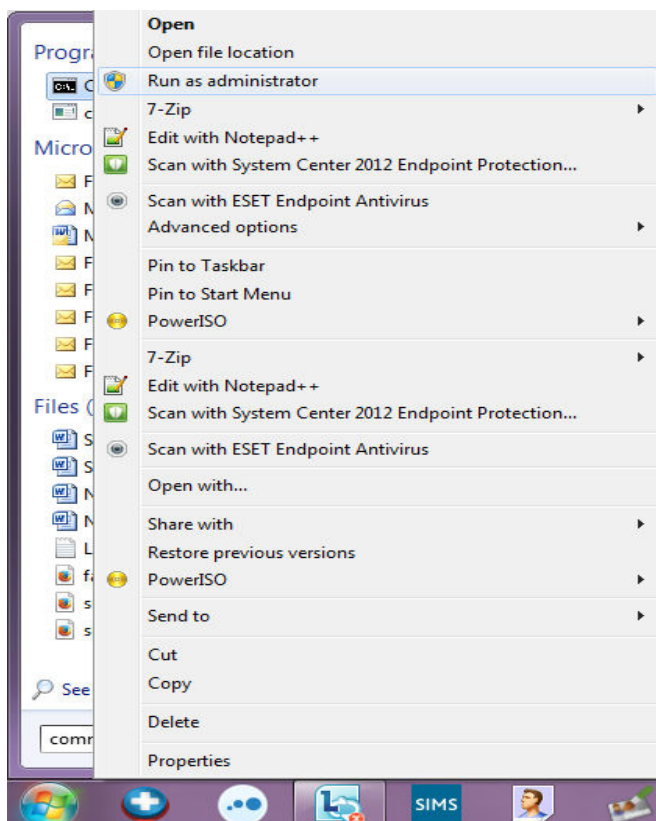 Open
Open file location
Run as administrator
7-Zip
Edit with Notepad++
Scan with System Center 2012 Endpoint Protection...
Scan with ESET Endpoint Antivirus
Advanced options
Pin to Taskbar
Pin to Start Menu
PowerISO
7-Zip
Edit with Notepad++
Scan with System Center 2012 Endpoint Protection...
Scan with ESET Endpoint Antivirus
Open with...
Share with
Restore previous versions
PowerISO
Send to
Cut
Copy
Delete
Properties
Progr
C:\.
C
c
Micro
F
N
N
F
F
F
F
F
Files (
S
S
N
N
L
fa
s
s
See
comr
SIMS